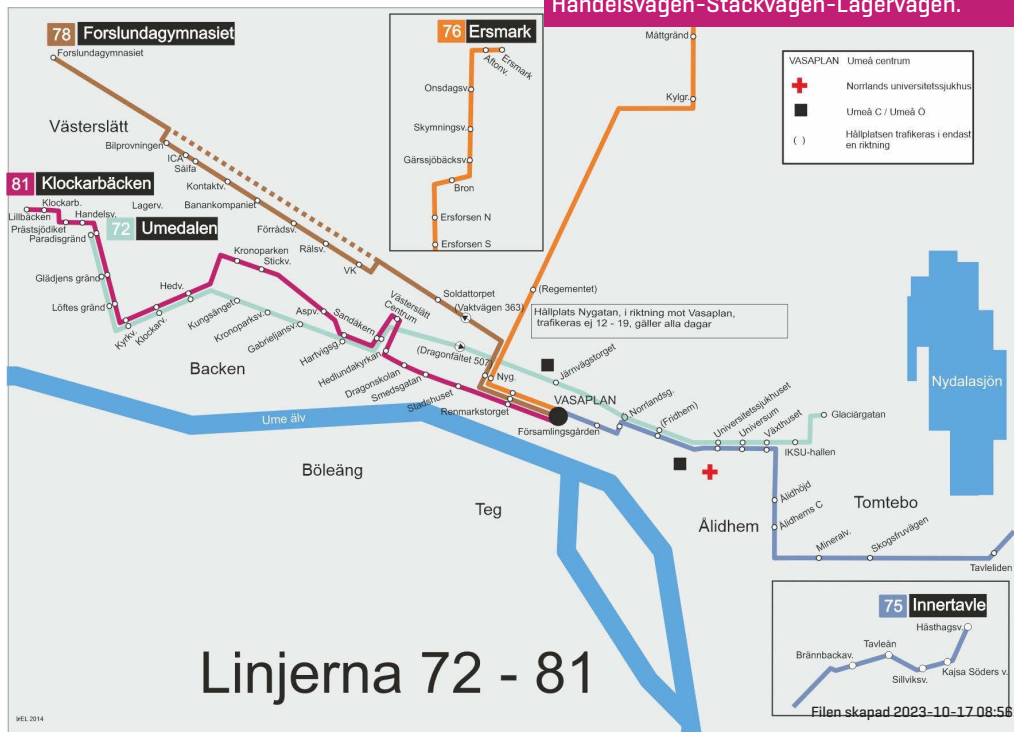 Handelsvägen-Stackvägen-Lagervägen.
78 Forslundagymnasiet
Forslundagymnasiet
76 Ersmark
Ersmark
Aftonv.
Onsdagsv.
Skymningsv.
Gärssjöbäcksv.
Bron
Ersforsen N
Ersforsen S
Mättgränd
Kylgr.
VASAPLAN Umeå centrum
Norrlands universitetssjukhus
Umeå C / Umeå Ö
( ) Hållplatsen trafikeras i endast
en riktning
Västerslätt
Bilprovningen
ICA
Såifa
Kontaktv.
Banankompaniet
Förrådsv.
Rälsv.
VK
Soldattorpet
(Vaktvägen 363)
81 Klockarbäcken
Klockarb.
Lillbäcken
Prästsjödiket
Handelsv.
Lagerv.
Paradisgränd
72 Umedalen
Glädjens gränd
Löftes gränd
Kyrkv.
Klockarv.
Hedv.
Kronoparken
Stickv.
Kungsänget
Kronoparksv.
Gabrieljansv.
Aspv.
Hartvigsg.
Sandåkern
Västerslätt
Centrum
Hedlundakyrkan
Dragonskolan
Smedsgatan
Stadshuset
Renmarkstorget
(Dragonfältet 507)
Nyg.
(Regementet)
Hållplats Nygatan, i riktning mot Vasaplan,
trafikeras ej 12 - 19, gäller alla dagar
Järnvägstorget
VASAPLAN
Församlingsgården
Ö Norrlandsg.
(Fridhem)
Universitetssjukhuset
Universum
Växthuset
IKSU-hallen
Glaciärgatan
Nydalasjön
Backen
Ume älv
Böleäng
Teg
Ålidhem
Ålidhöjd
Ålidhems C
Tomtebo
Mineralv.
Skogsfruvägen
Tavleliden
75 Innertavle
Hästhagsv.
Tavleån
Brännbackav.
Sillviksv.
Kajsa Söders v.
Linjerna 72 - 81
Filen skapad 2023-10-17 08:56